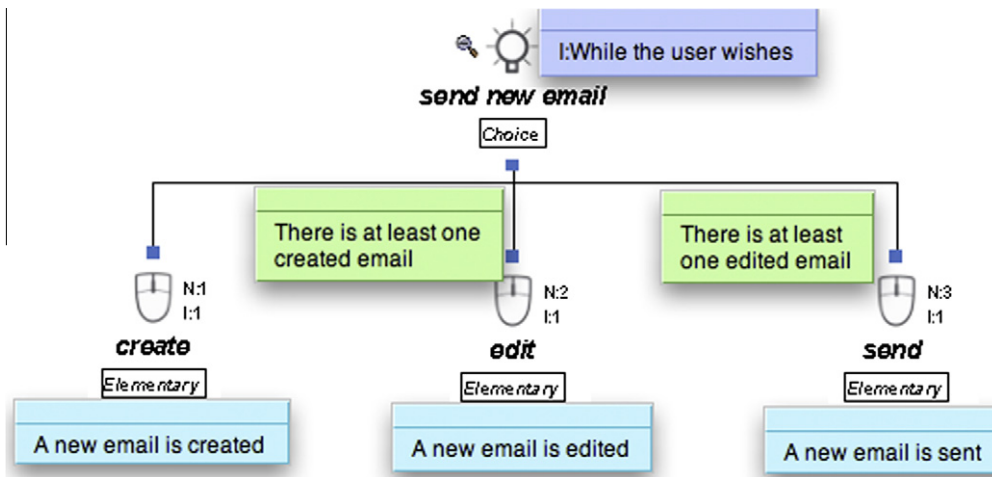 I:While the user wishes
send new email
Choice
There is at least one
created email
There is at least
one edited email
N:1
I:1
N:2
I:1
N:3
I:1
create
edit
send
Elementary
Elementary
Elementary
A new email is created
A new email is edited
A new email is sent